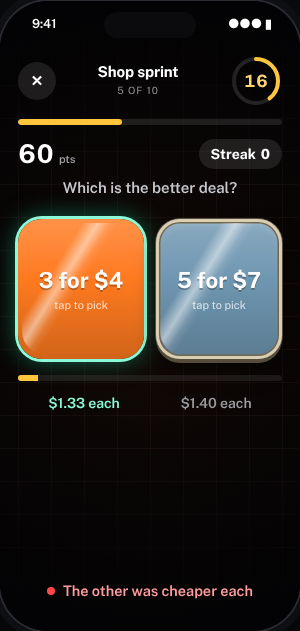 9:41
Shop sprint
5 OF 10
16
60 pts
Streak 0
Which is the better deal?
3 for $4
tap to pick
5 for $7
tap to pick
$1.33 each
$1.40 each
The other was cheaper each